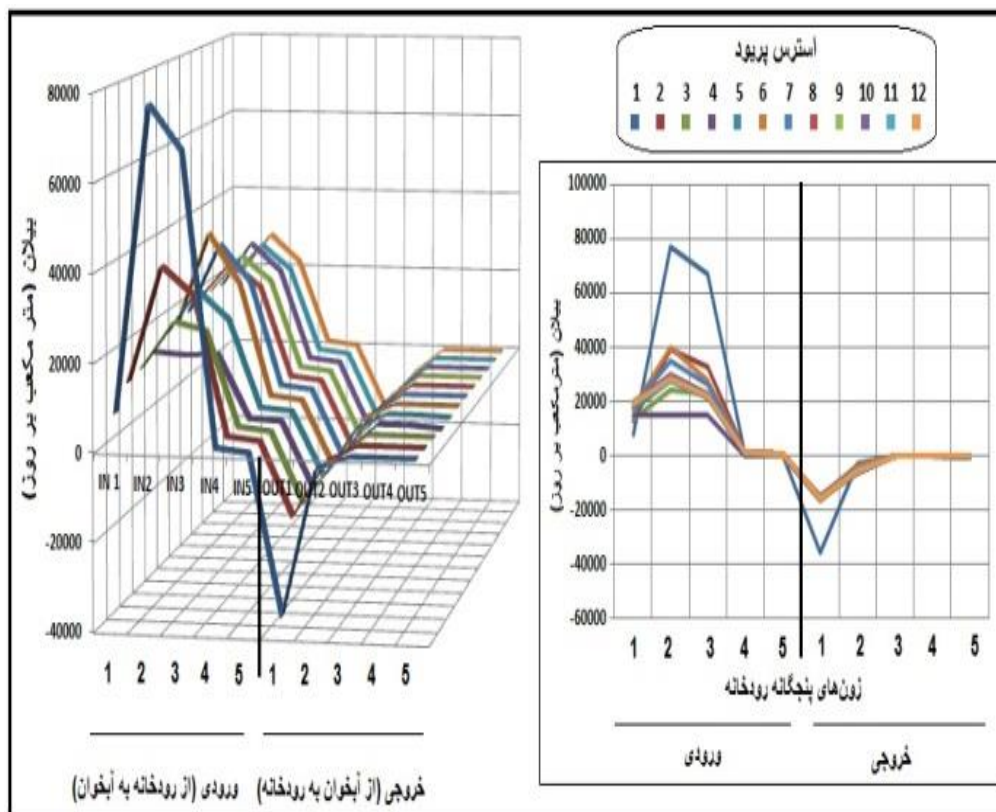 استرس پریود
1 2 3 4 5 6 7 8 9 10 11 12
بیلان (متر مکعب بر روز)
80000
60000
40000
20000
0
-20000
-40000
IN 1 IN2 IN3 IN4 IN5 OUT1 OUT2 OUT3 OUT4 OUT5
1 2 3 4 5 1 2 3 4 5
ورودی (از رودخانه به آبخوان) خروجی (از آبخوان به رودخانه)
بیلان (مترمکعب بر روز)
100000
80000
60000
40000
20000
0
-20000
-40000
-60000
1 2 3 4 5 1 2 3 4 5
زون‌های پنجگانه رودخانه
ورودی خروجی